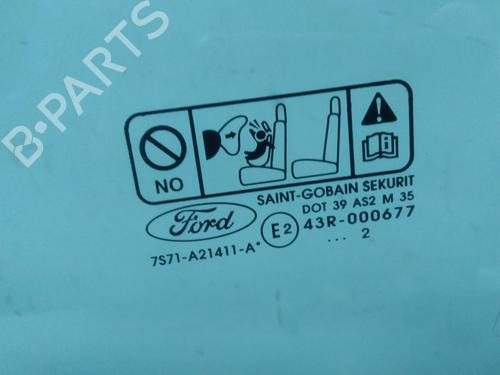 B-PARTS
NO
SAINT-GOBAIN SEKURIT
DOT 39 AS2 M 35
Ford
E2
43R-000677
7S71-A21411-A*
... 2